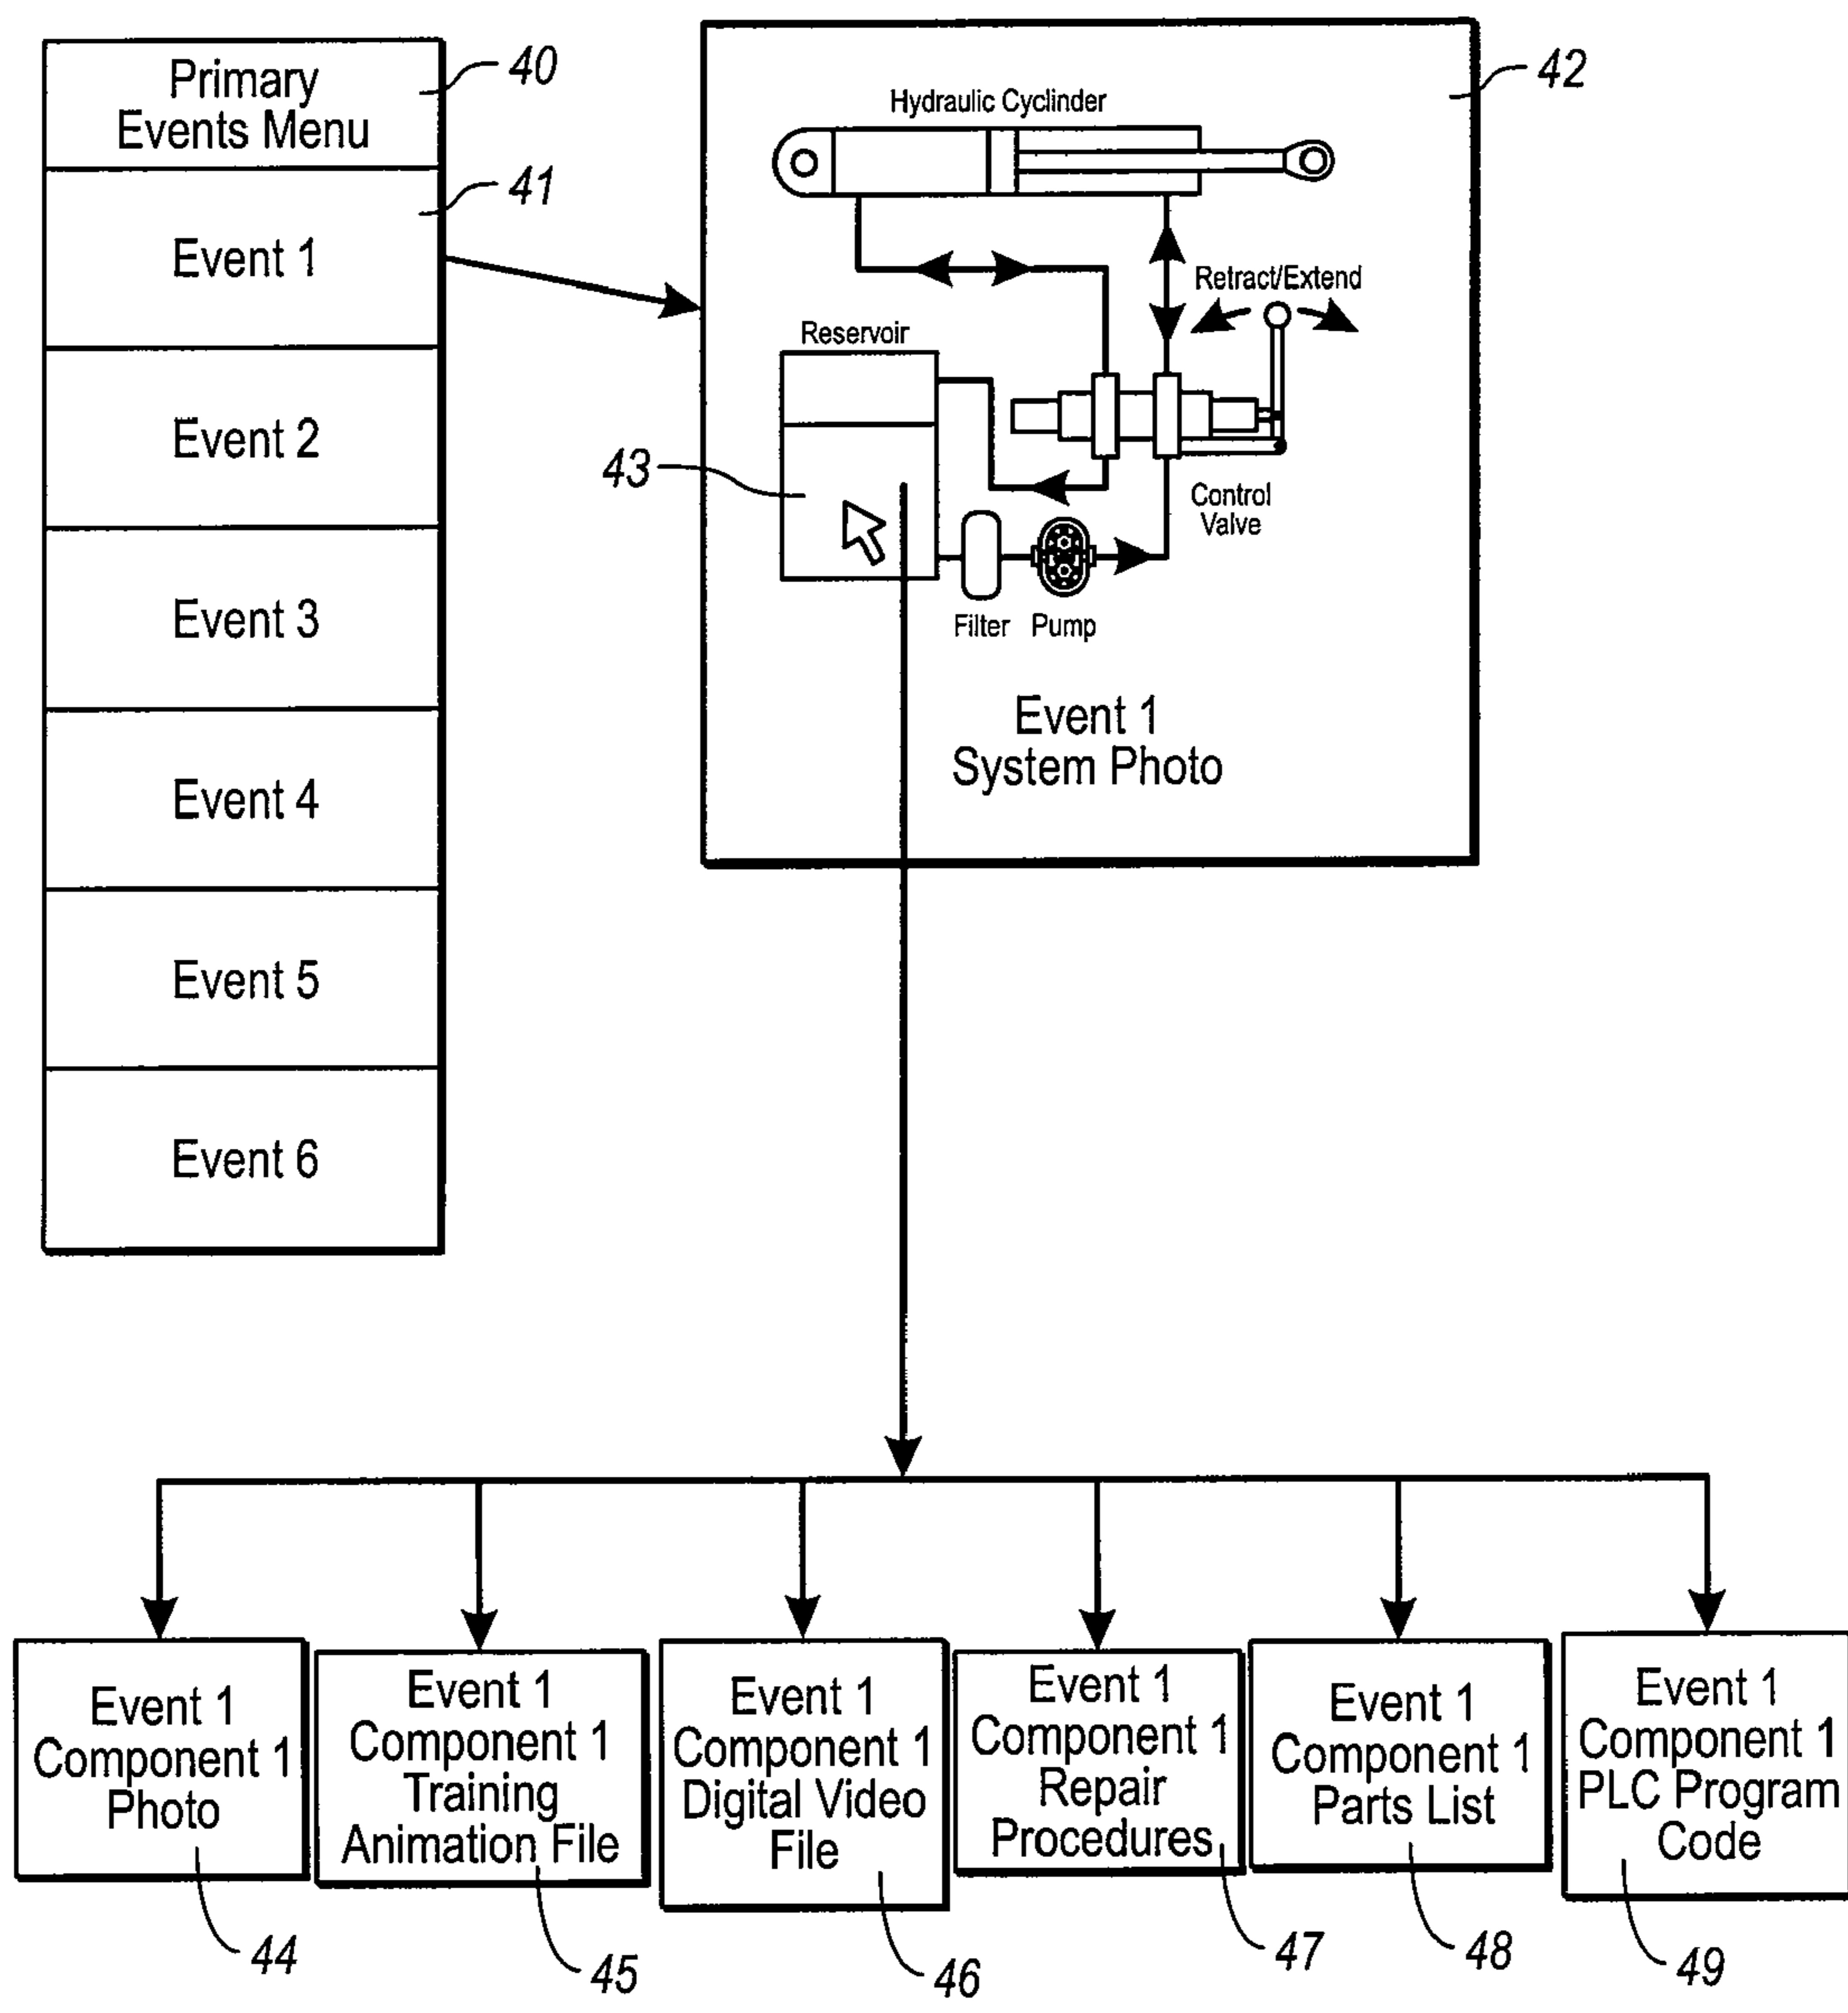 Primary
Events Menu
40
41
Event 1
Event 2
Event 3
Event 4
Event 5
Event 6
42
Hydraulic Cyclinder
Retract/Extend
Reservoir
43
Control
Valve
Filter
Pump
Event 1
System Photo
Event 1
Component 1
Photo
44
Event 1
Component 1
Training
Animation File
45
Event 1
Component 1
Digital Video
File
46
Event 1
Component 1
Repair
Procedures
47
Event 1
Component 1
Parts List
48
Event 1
Component 1
PLC Program
Code
49